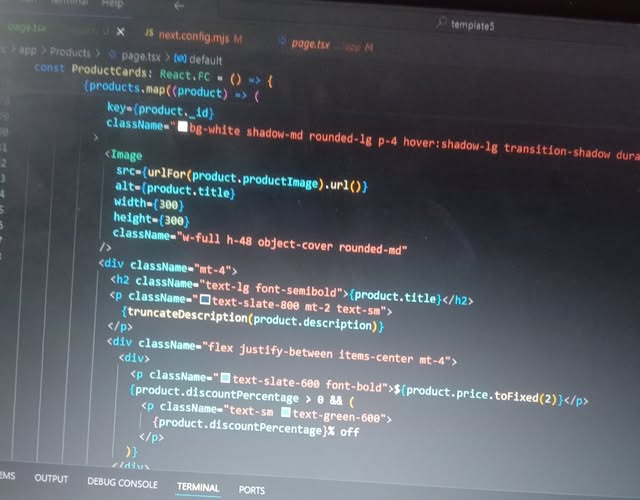 Terminal Help
template5
page.tsx U
JS next.config.mjs M
page.tsx ...\app M
> app > Products > page.tsx > default
const ProductCards: React.FC = () => {
{products.map((product) => (
key={product._id}
className="bg-white shadow-md rounded-lg p-4 hover:shadow-lg transition-shadow dura
>
<Image
src={urlFor(product.productImage).url()}
alt={product.title}
width={300}
height={300}
className="w-full h-48 object-cover rounded-md"
/>
<div className="mt-4">
<h2 className="text-lg font-semibold">{product.title}</h2>
<p className="text-slate-800 mt-2 text-sm">
{truncateDescription(product.description)}
</p>
<div className="flex justify-between items-center mt-4">
<div>
<p className="text-slate-600 font-bold">${product.price.toFixed(2)}</p>
{product.discountPercentage > 0 && (
<p className="text-sm text-green-600">
{product.discountPercentage}% off
</p>
)}
</div>
EMS OUTPUT DEBUG CONSOLE TERMINAL PORTS